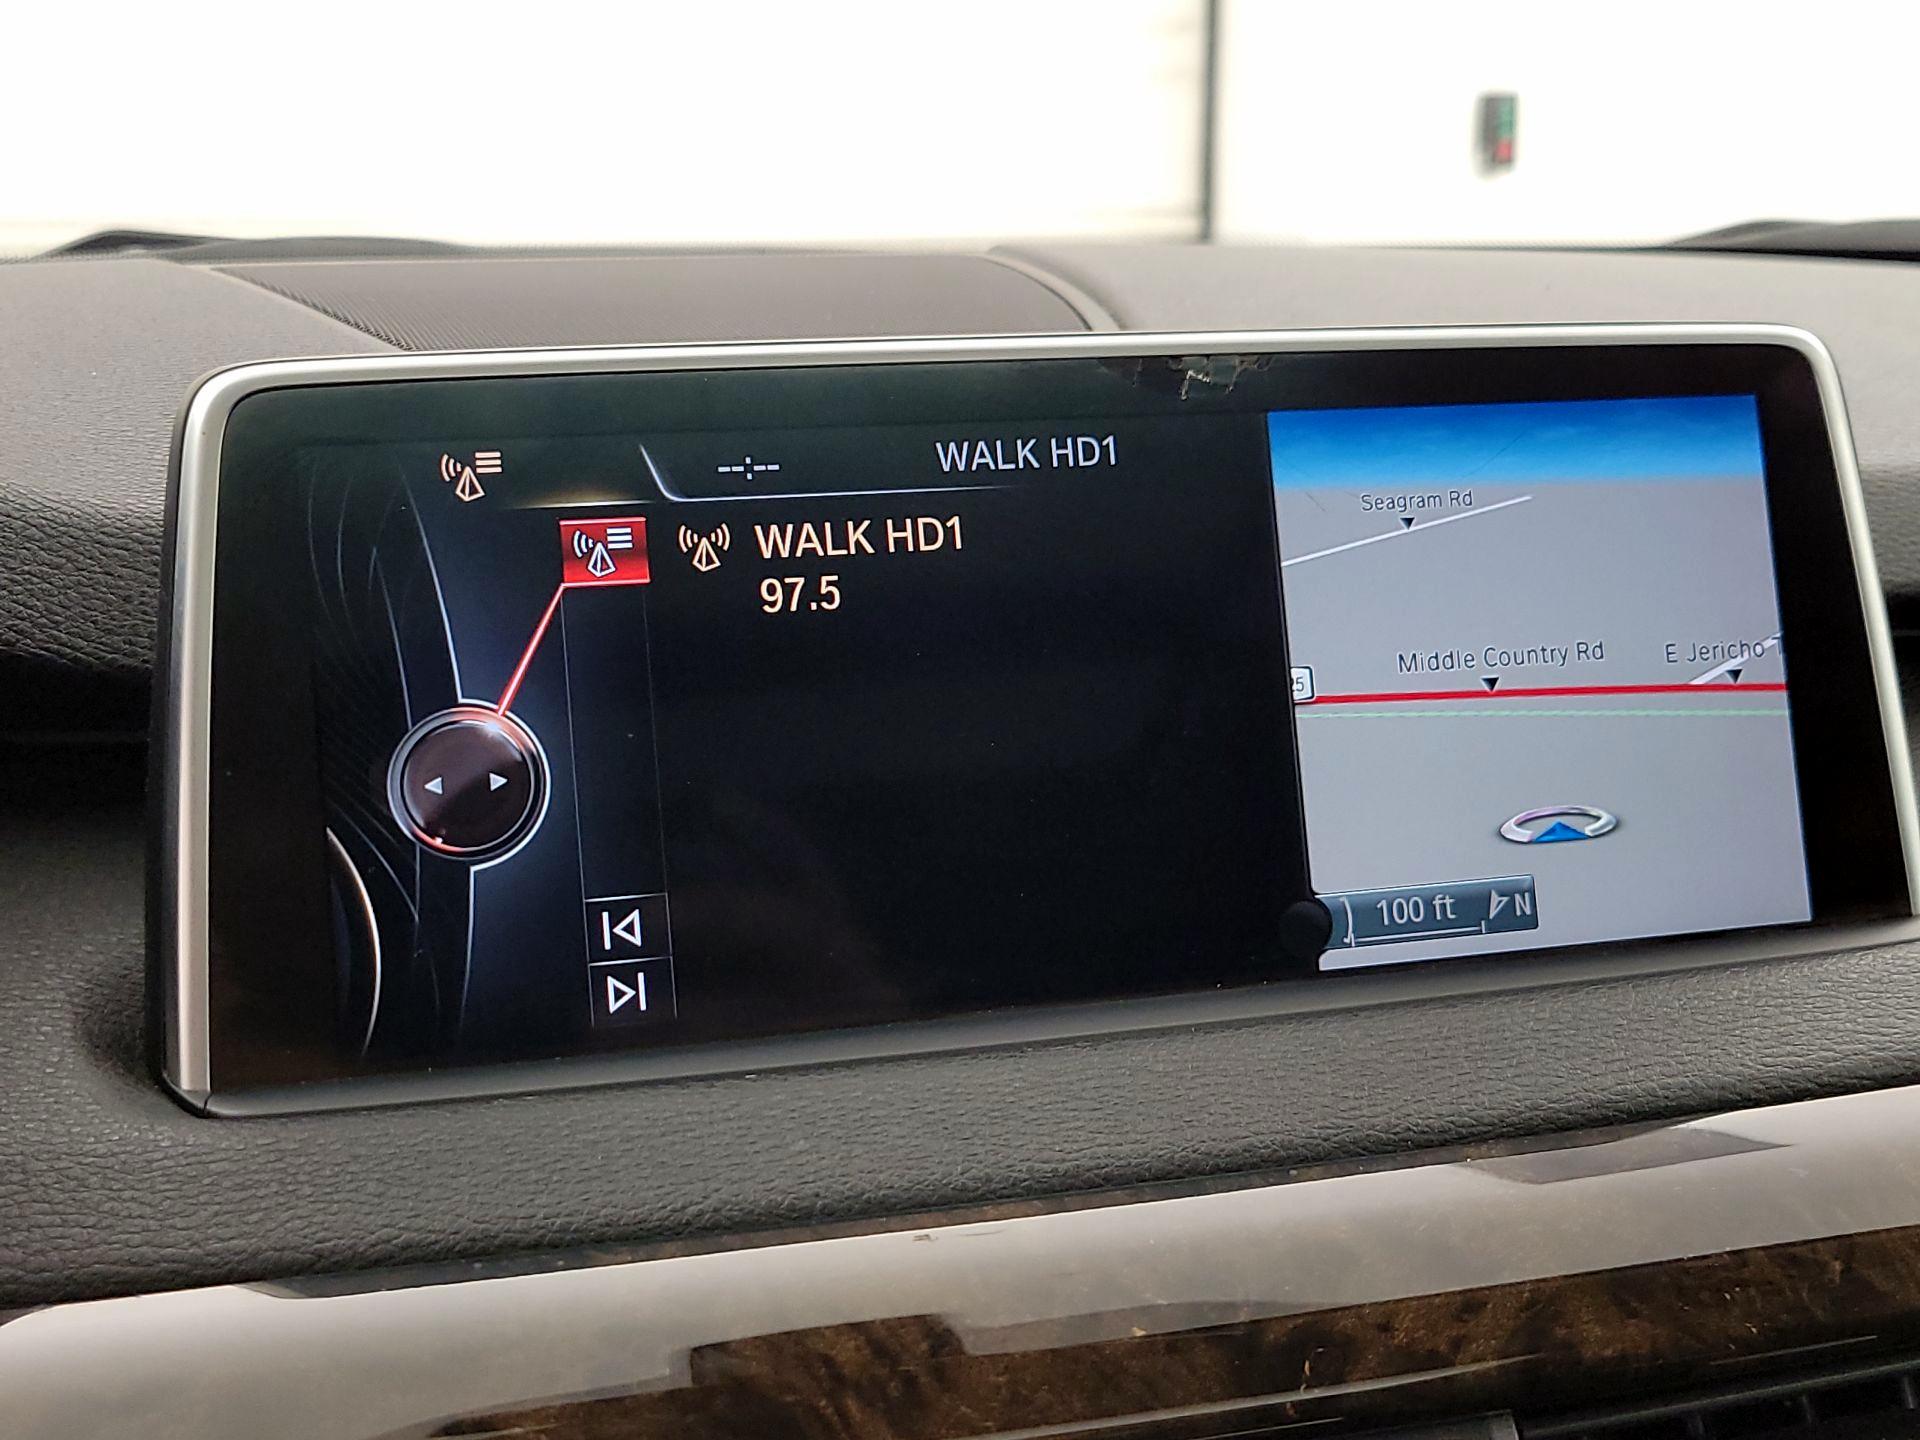 --:--
WALK HD1
WALK HD1
97.5
Seagram Rd
Middle Country Rd
E Jericho
100 ft
N